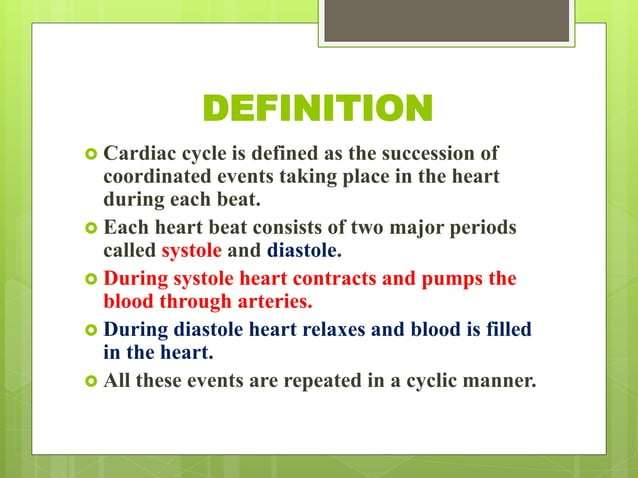 DEFINITION
Cardiac cycle is defined as the succession of
coordinated events taking place in the heart
during each beat.
Each heart beat consists of two major periods
called systole and diastole.
During systole heart contracts and pumps the
blood through arteries.
During diastole heart relaxes and blood is filled
in the heart.
All these events are repeated in a cyclic manner.